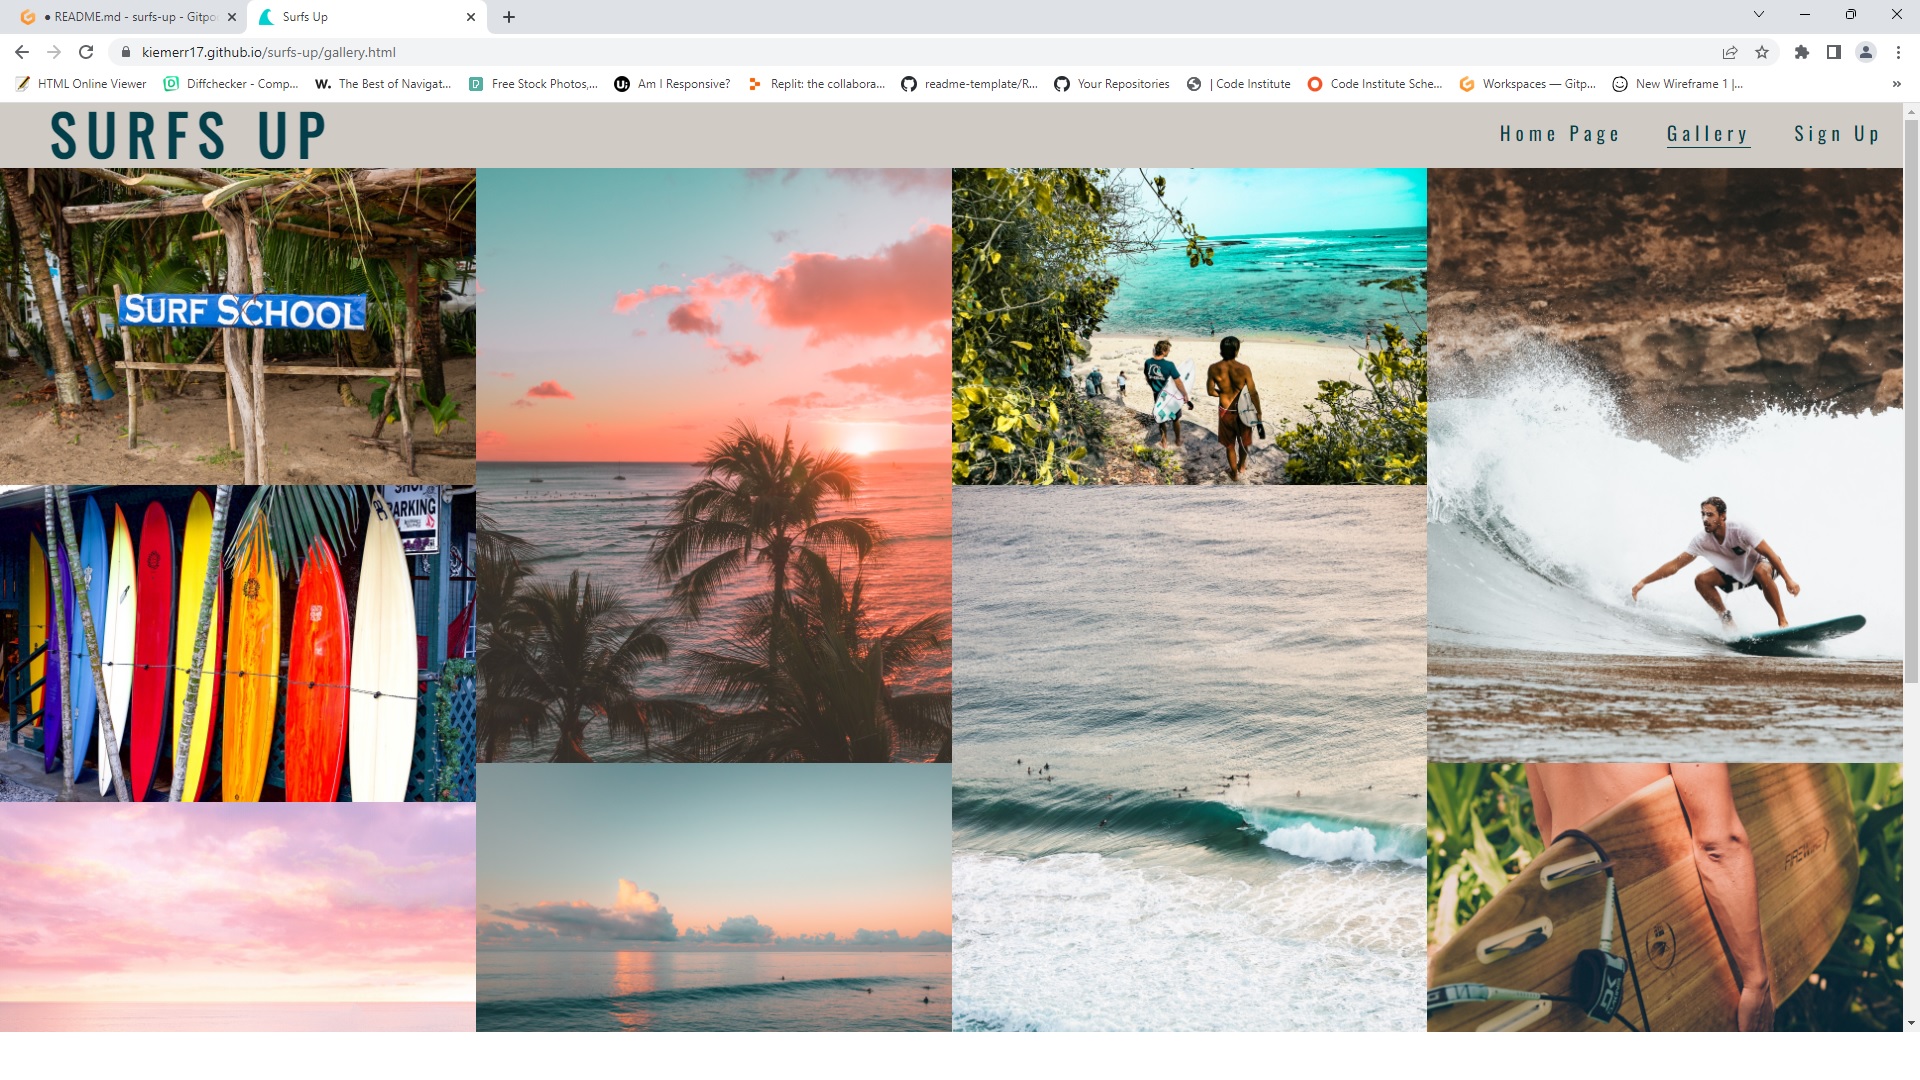 ● README.md - surfs-up - Gitpo
Surfs Up
kiemerr17.github.io/surfs-up/gallery.html
HTML Online Viewer
Diffchecker - Comp...
W. The Best of Navigat...
Free Stock Photos,...
Am I Responsive?
Replit: the collabora...
readme-template/R...
Your Repositories
| Code Institute
Code Institute Sche...
Workspaces — Gitp...
New Wireframe 1 |...
SURFS UP
Home Page
Gallery
Sign Up
SURF SCHOOL
PARKING